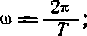 ω = 2π / T ;